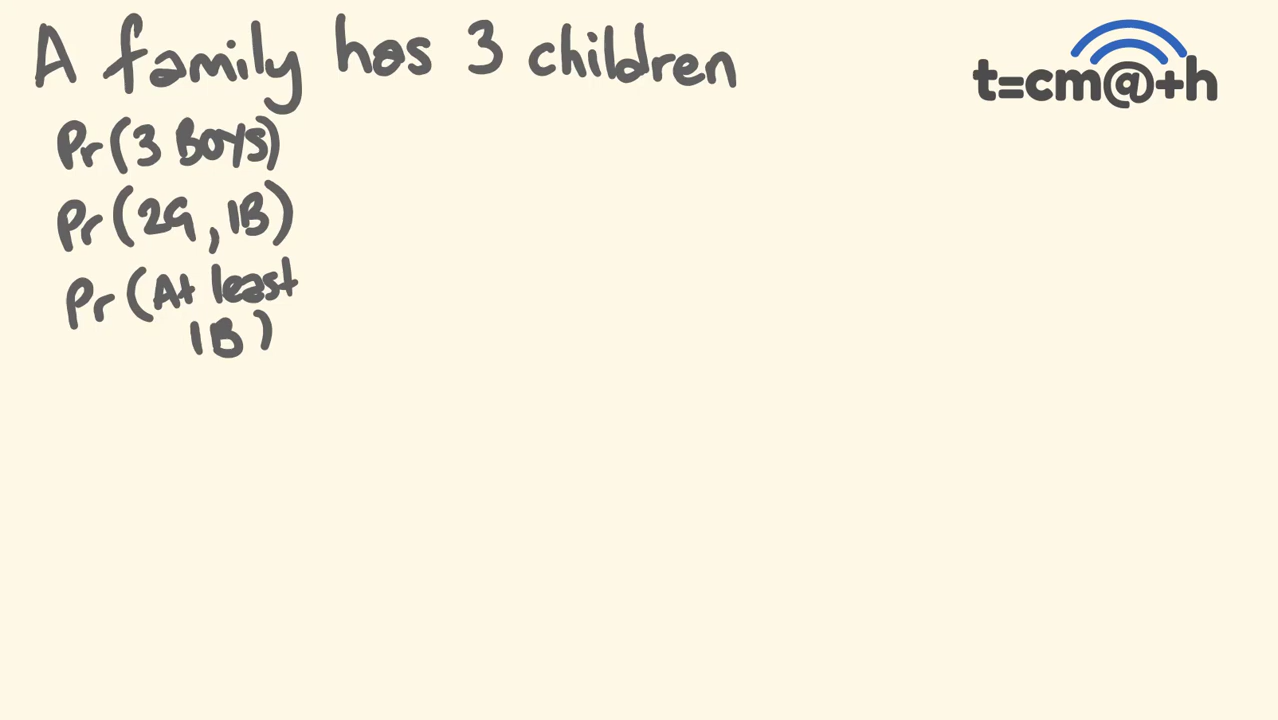 A family has 3 children
t=cm@+h
Pr(3 Boys)
Pr(2G, 1B)
Pr(At least
1B)